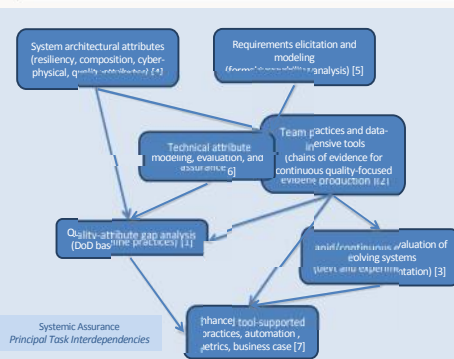 System architectural attributes
(resiliency, composition, cyber-
physical, quality attributes) [4]
Requirements elicitation and
modeling
analysis) [5]
Technical attribute
modeling, evaluation, and
assurance 6]
Team practices and data-
ensive tools
(chains of evidence for
continuous quality-focused
evidence production [2]
Quality-attribute gap analysis
(DoD baseline practices) [1]
apid/continuous evaluation of
evolving systems
and experimentation) [3]
Enhanced tool-supported
practices, automation ,
metrics, business case [7]
Systemic Assurance
Principal Task Interdependencies